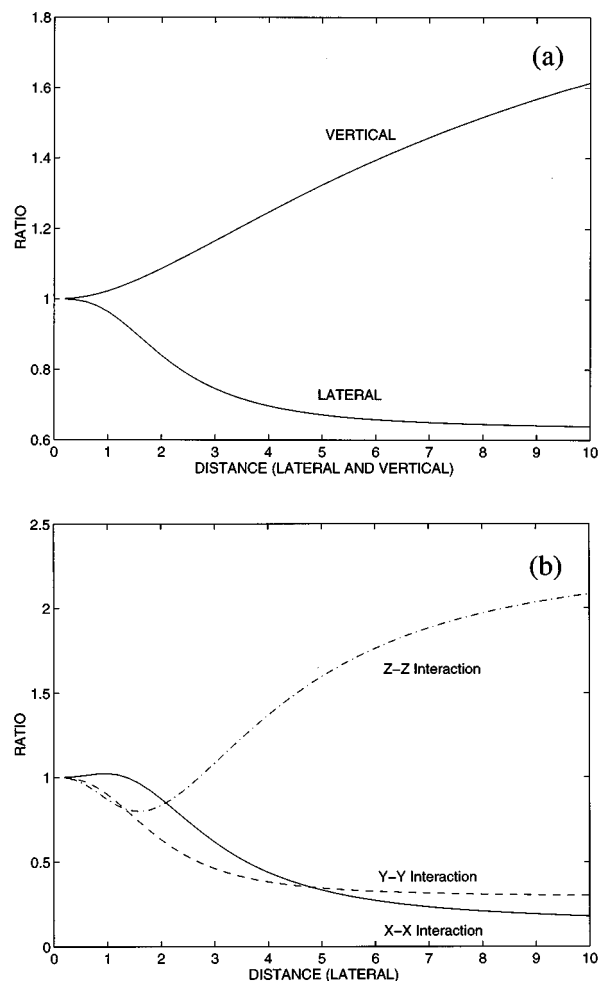 1.8
(a)
1.6
VERTICAL
1.4
RATIO
1.2
1
0.8
LATERAL
0.6
0 1 2 3 4 5 6 7 8 9 10
DISTANCE (LATERAL AND VERTICAL)
2.5
(b)
2
Z-Z Interaction
1.5
RATIO
1
0.5
Y-Y Interaction
X-X Interaction
0
0 1 2 3 4 5 6 7 8 9 10
DISTANCE (LATERAL)